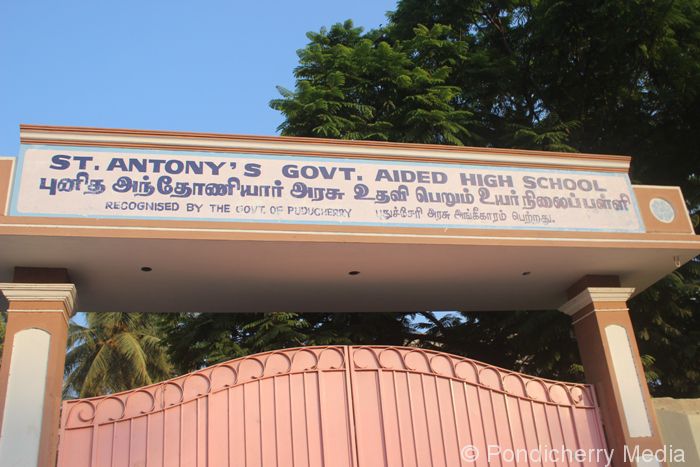 ST. ANTONY'S GOVT. AIDED HIGH SCHOOL
புனித அந்தோணியார் அரசு உதவி பெறும் உயர்நிலைப் பள்ளி
RECOGNISED BY THE GOVT. OF PUDUCHERRY புதுச்சேரி அரசு அங்கீகாரம் பெற்றது.
© Pondicherry Media